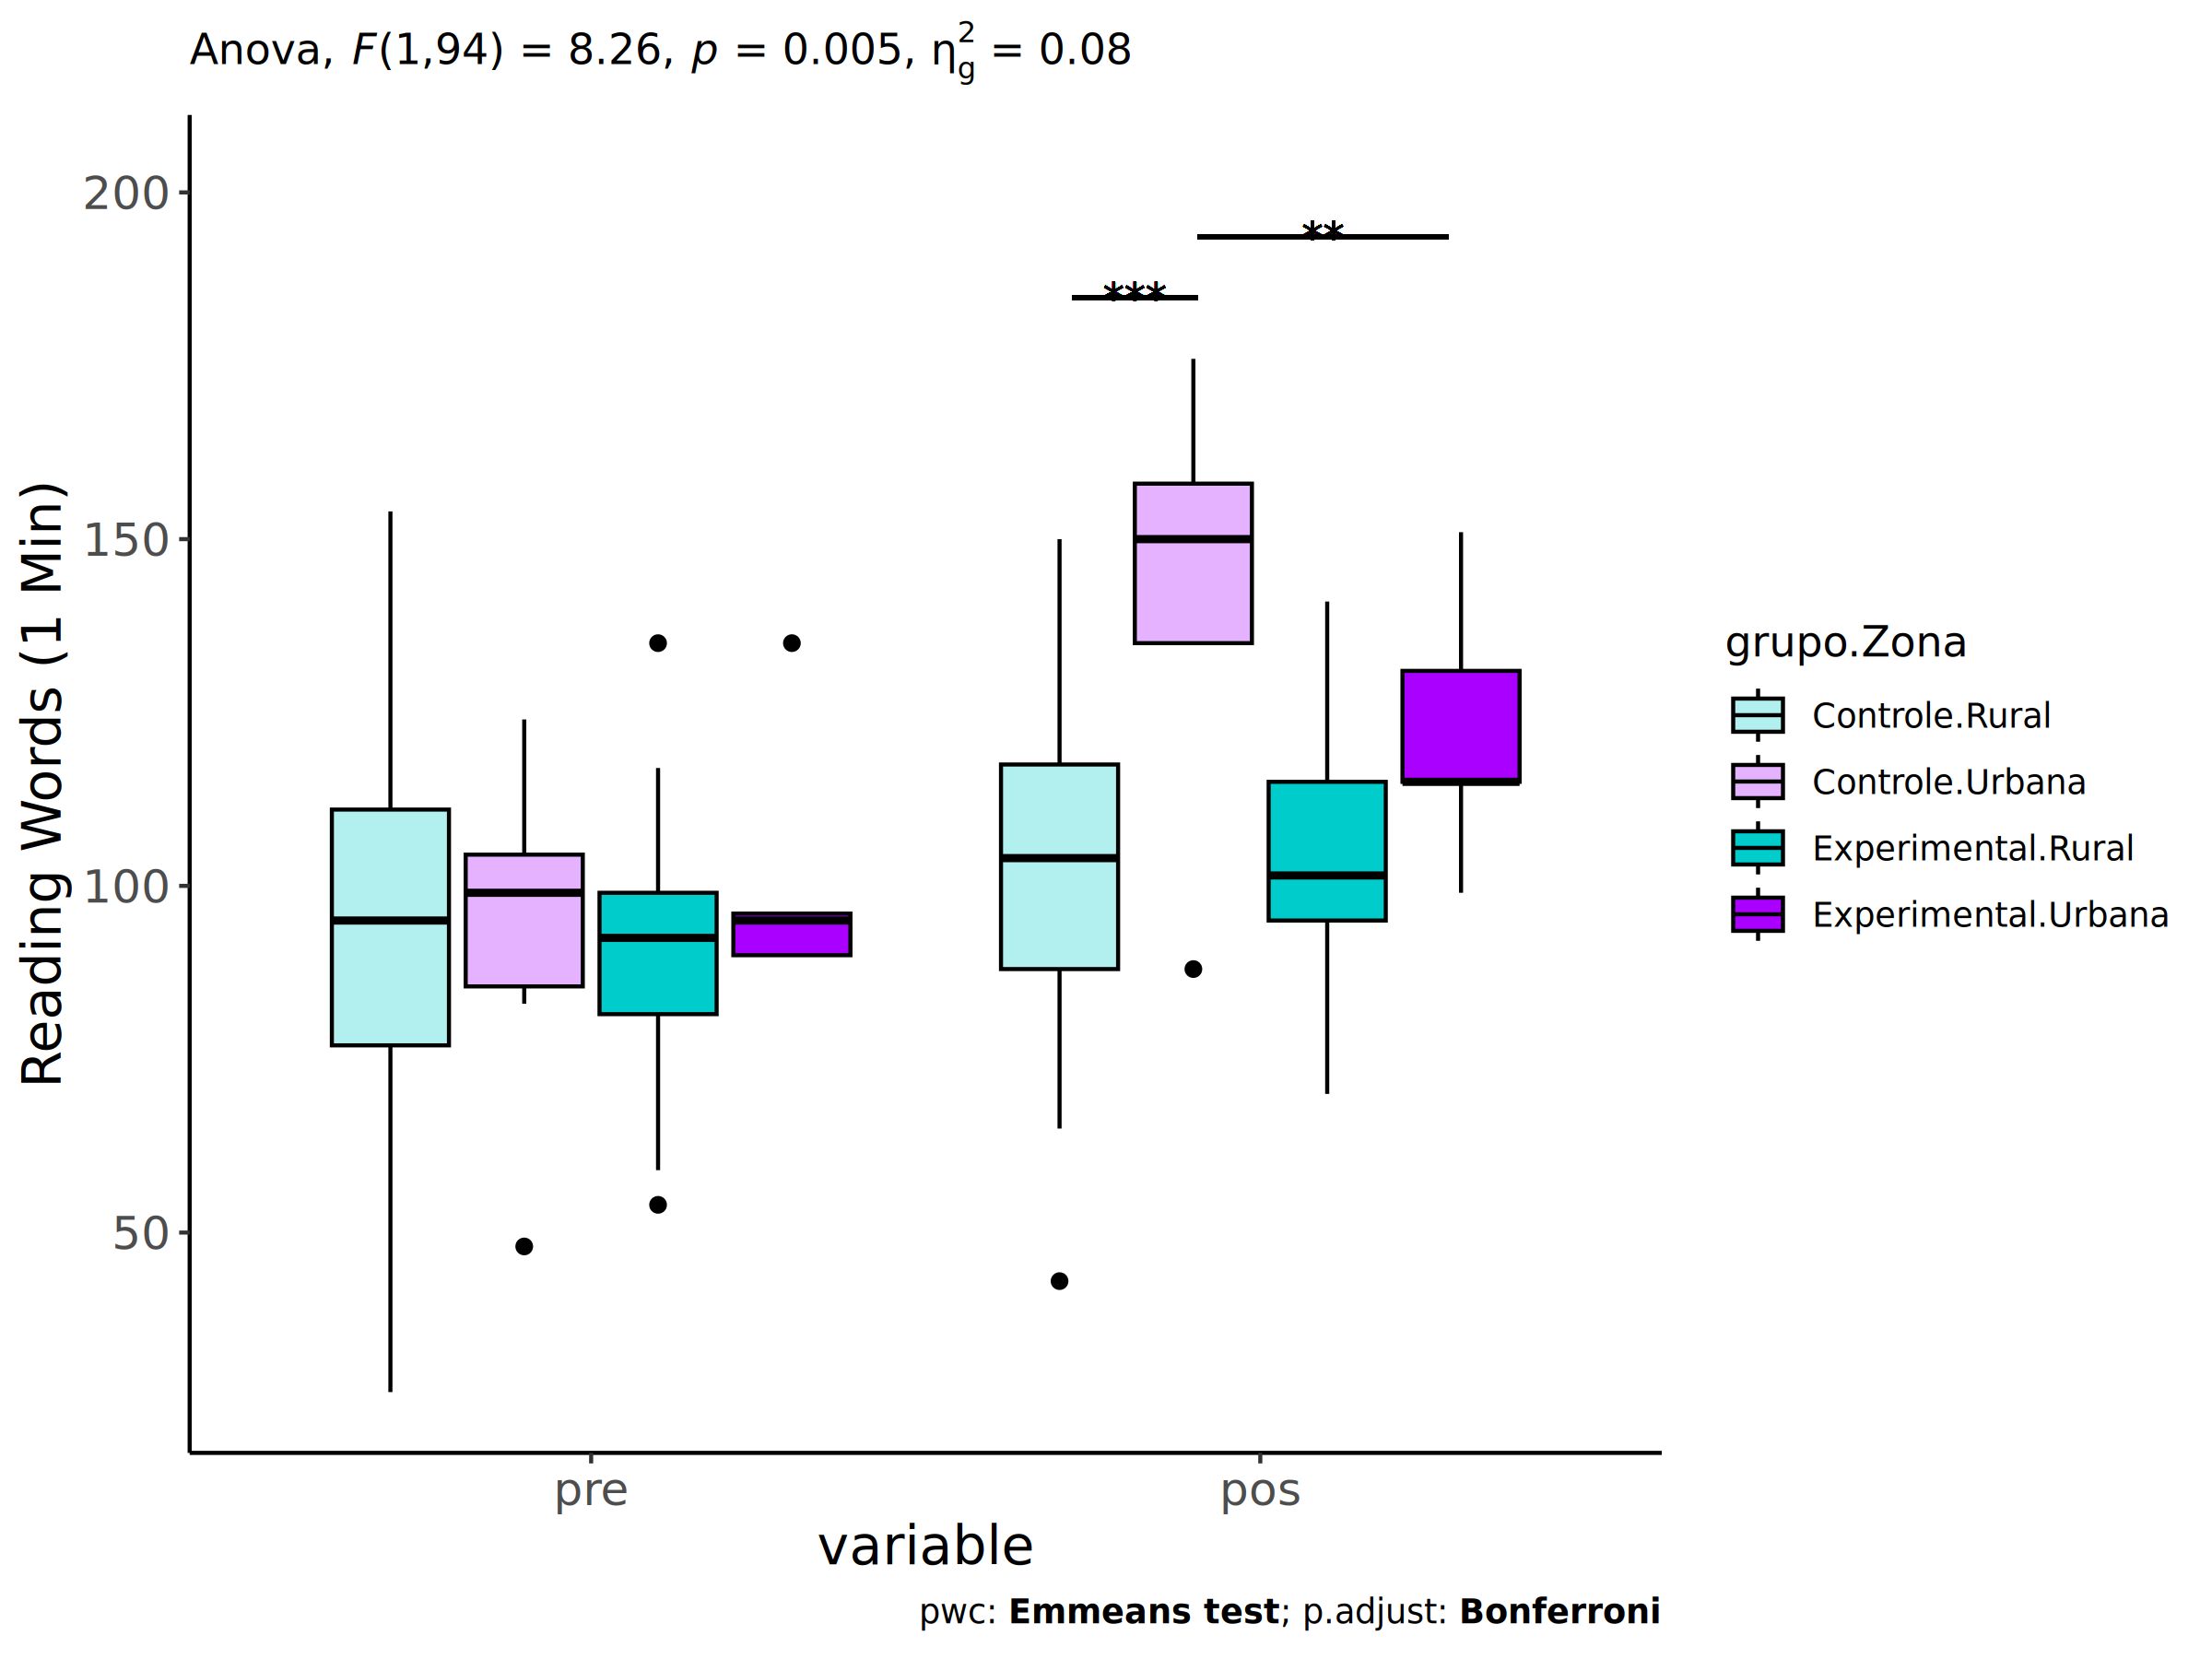 Anova, F(1,94) = 8.26, p = 0.005, η²g = 0.08
200
150
100
50
Reading Words (1 Min)
**
***
pre
pos
variable
grupo.Zona
Controle.Rural
Controle.Urbana
Experimental.Rural
Experimental.Urbana
pwc: Emmeans test; p.adjust: Bonferroni